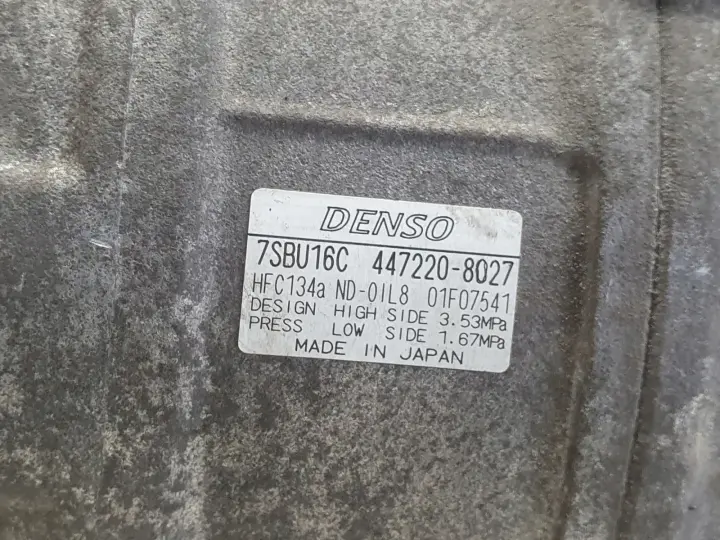 DENSO
7SBU16C 447220-8027
HFC134a ND-OIL8 01F07541
DESIGN HIGH SIDE 3.53MPa
PRESS LOW SIDE 1.67MPa
MADE IN JAPAN